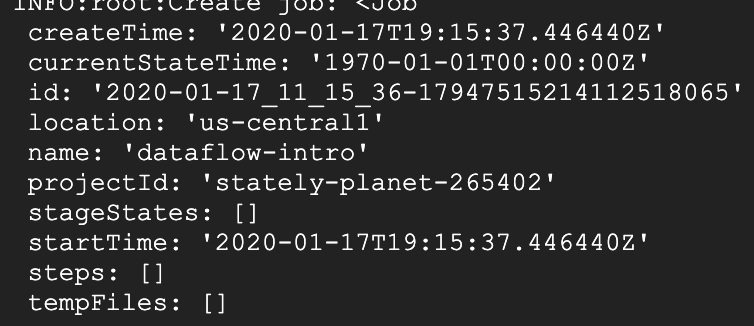 INFO:root:Create job: <Job
createTime: '2020-01-17T19:15:37.446440Z'
currentStateTime: '1970-01-01T00:00:00Z'
id: '2020-01-17_11_15_36-17947515214112518065'
location: 'us-central1'
name: 'dataflow-intro'
projectId: 'stately-planet-265402'
stageStates: []
startTime: '2020-01-17T19:15:37.446440Z'
steps: []
tempFiles: []